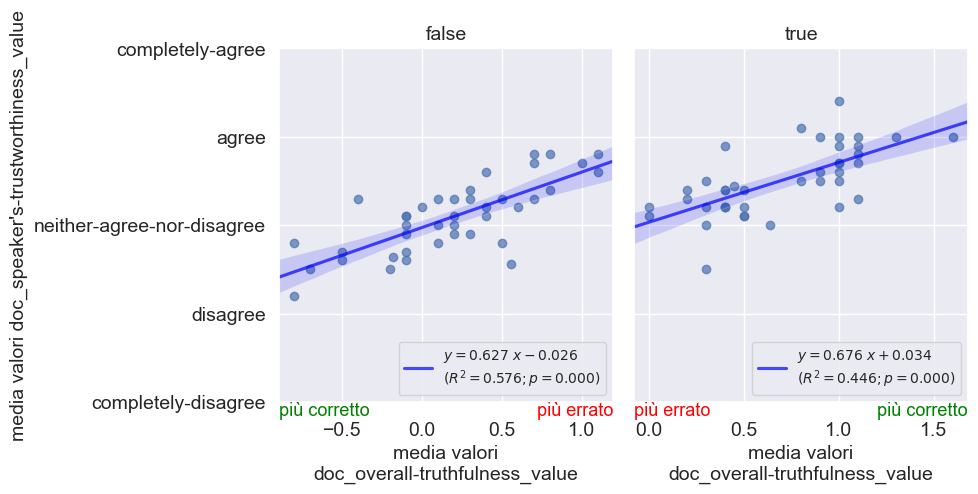 false
true
media valori doc_speaker's-trustworthiness_value
completely-agree
agree
neither-agree-nor-disagree
disagree
completely-disagree
y = 0.627 x − 0.026
(R² = 0.576; p = 0.000)
y = 0.676 x + 0.034
(R² = 0.446; p = 0.000)
più corretto
più errato
più errato
più corretto
−0.5
0.0
0.5
1.0
0.0
0.5
1.0
1.5
media valori
doc_overall-truthfulness_value
media valori
doc_overall-truthfulness_value